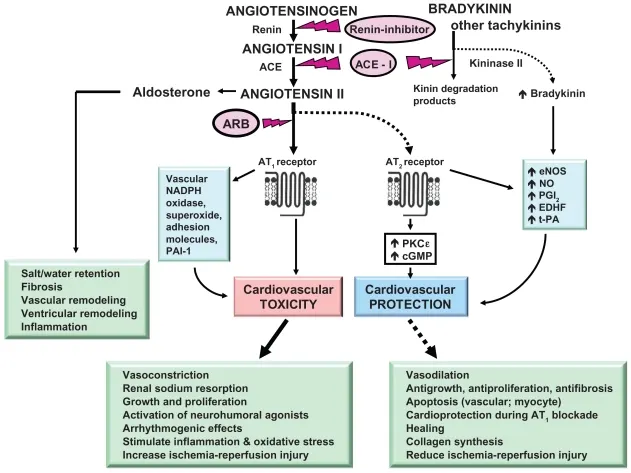 ANGIOTENSINOGEN
BRADYKININ
other tachykinins
Renin
Renin-inhibitor
ANGIOTENSIN I
ACE
ACE - I
Kininase II
Aldosterone
ANGIOTENSIN II
Kinin degradation
products
Bradykinin
ARB
AT1 receptor
AT2 receptor
Vascular
NADPH
oxidase,
superoxide,
adhesion
molecules,
PAI-1
eNOS
NO
PGI2
EDHF
t-PA
PKCε
cGMP
Salt/water retention
Fibrosis
Vascular remodeling
Ventricular remodeling
Inflammation
Cardiovascular
TOXICITY
Cardiovascular
PROTECTION
Vasoconstriction
Renal sodium resorption
Growth and proliferation
Activation of neurohumoral agonists
Arrhythmogenic effects
Stimulate inflammation & oxidative stress
Increase ischemia-reperfusion injury
Vasodilation
Antigrowth, antiproliferation, antifibrosis
Apoptosis (vascular; myocyte)
Cardioprotection during AT1 blockade
Healing
Collagen synthesis
Reduce ischemia-reperfusion injury